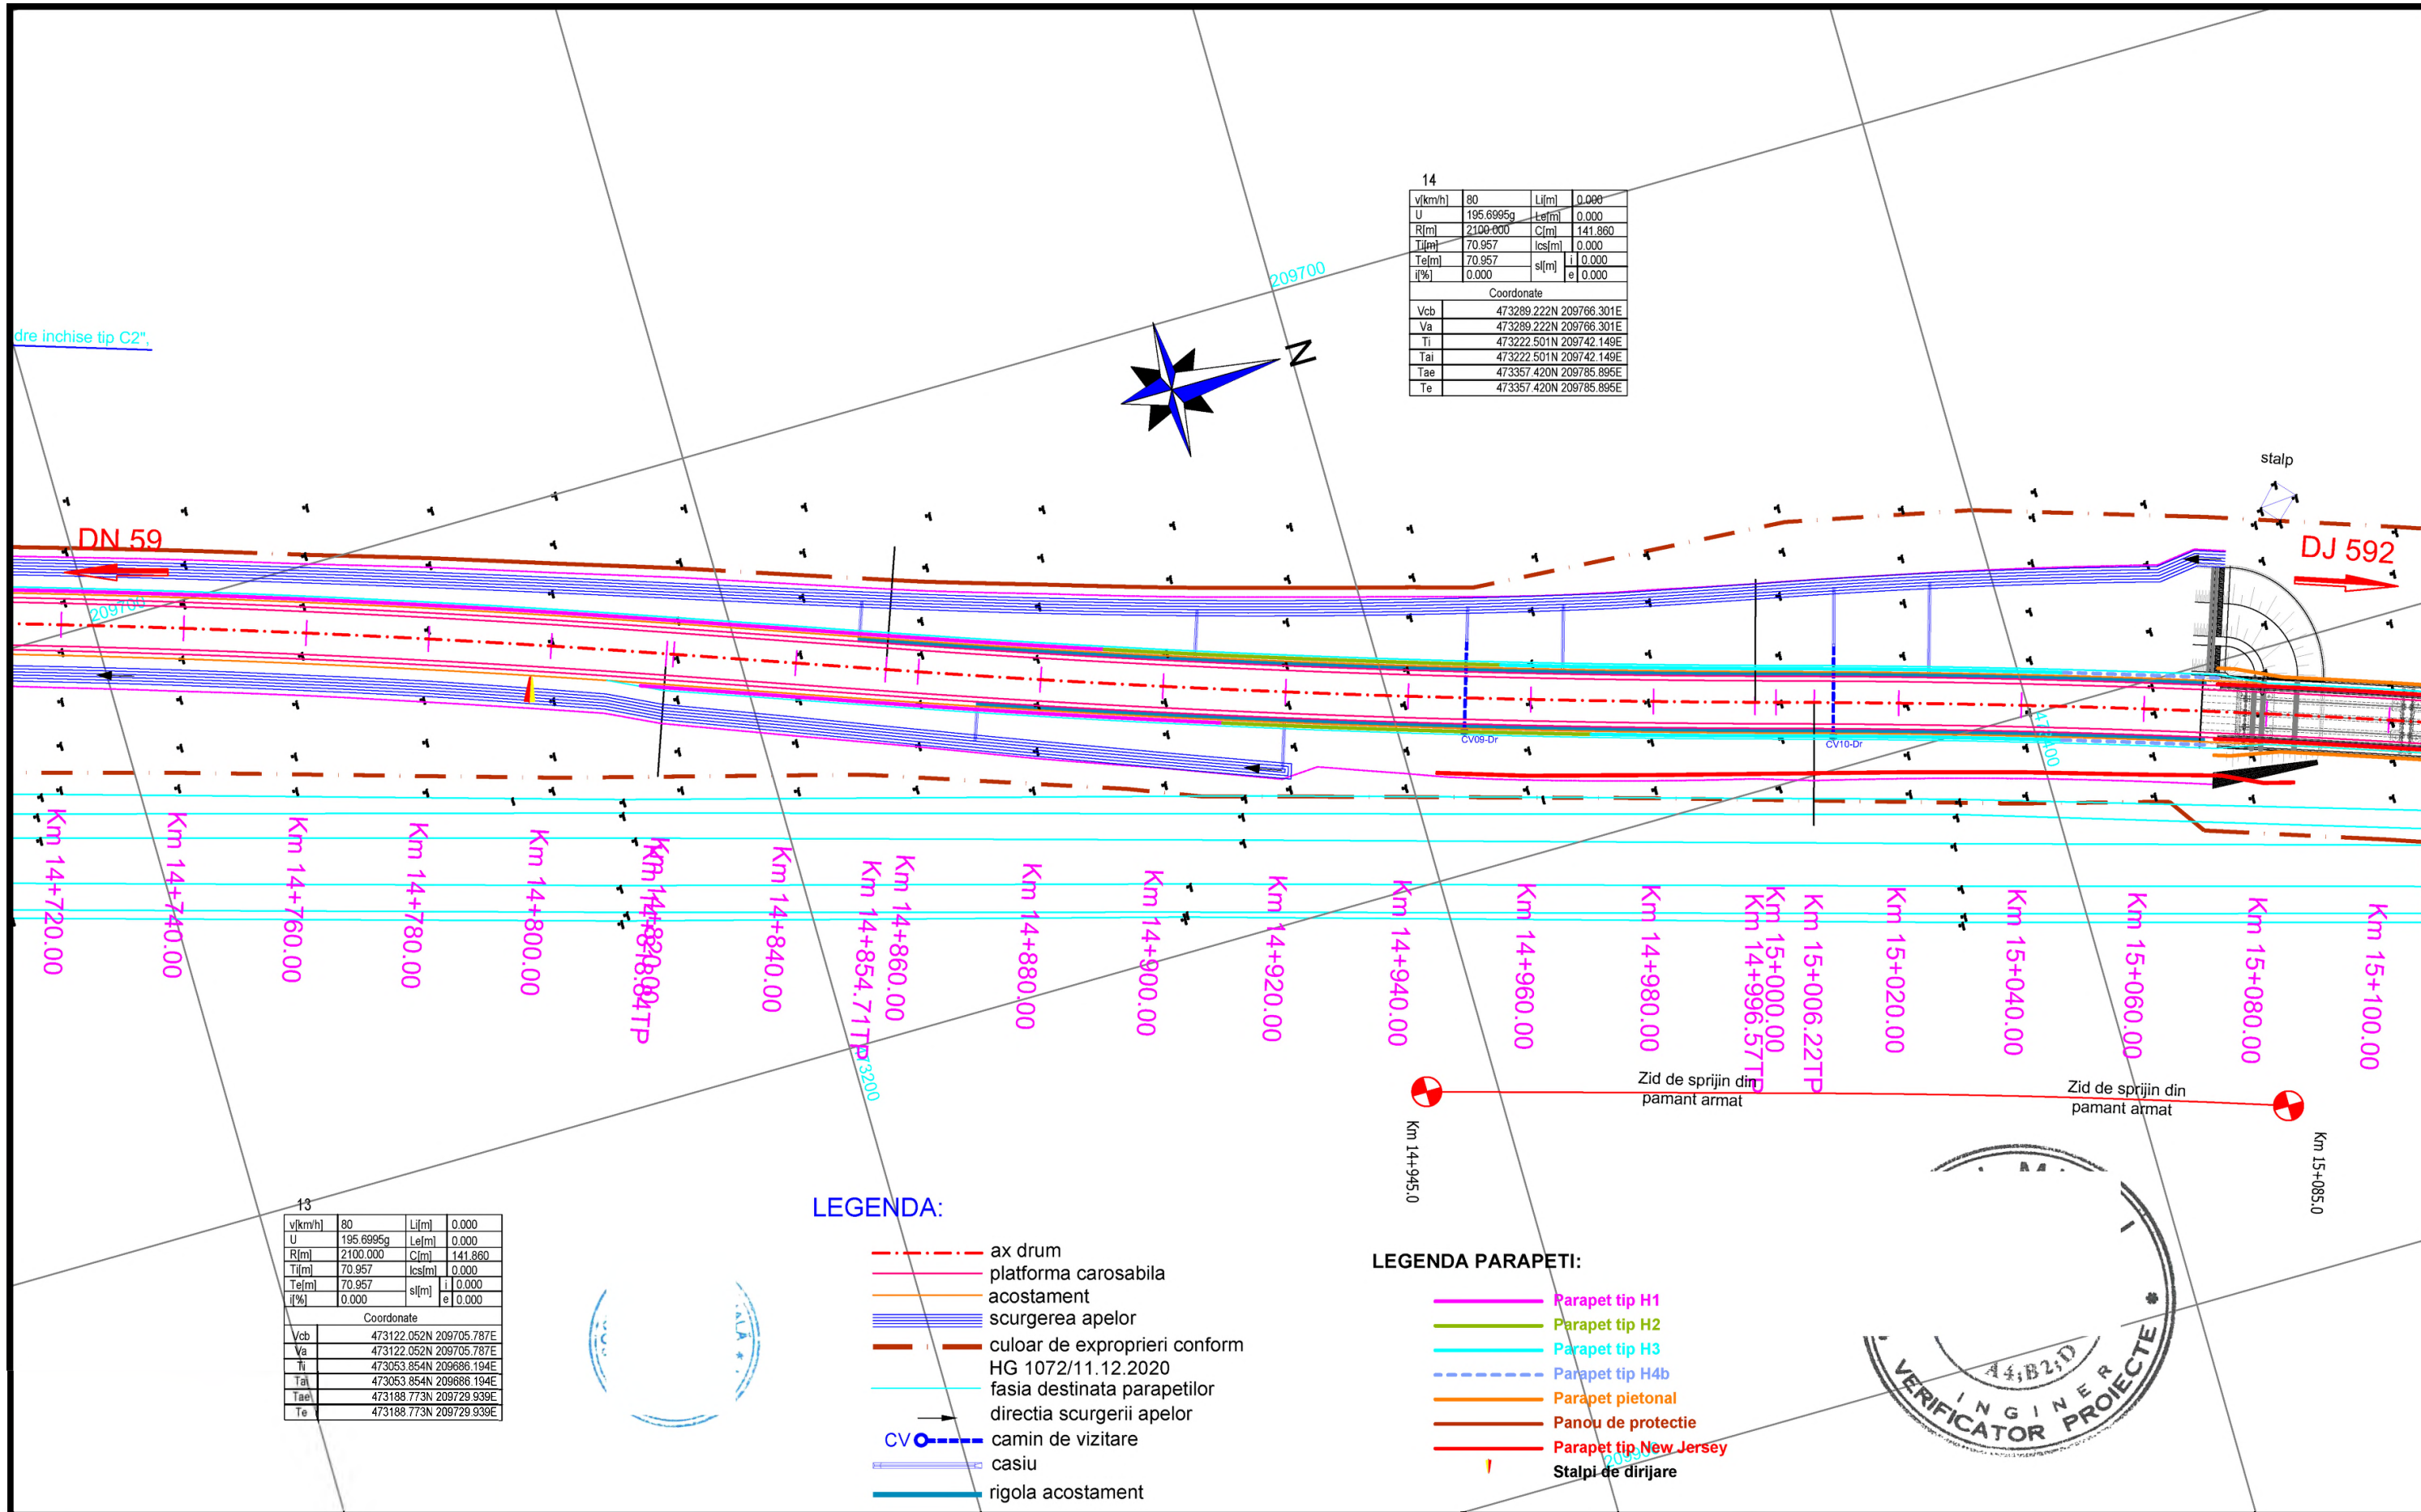 14
v[km/h] 80 Li[m] 0.000
U 195.6995g Le[m] 0.000
R[m] 2100.000 C[m] 141.860
Ti[m] 70.957 lcs[m] 0.000
Te[m] 70.957 sl[m] i 0.000
i[%] 0.000 e 0.000
Coordonate
Vcb 473289.222N 209766.301E
Va 473289.222N 209766.301E
Ti 473222.501N 209742.149E
Tai 473222.501N 209742.149E
Tae 473357.420N 209785.895E
Te 473357.420N 209785.895E
209700
dre inchise tip C2",
N
stalp
DN 59
DJ 592
209700
CV09-Dr
CV10-Dr
473400
Km 14+720.00
Km 14+740.00
Km 14+760.00
Km 14+780.00
Km 14+800.00
Km 14+818.84TP
Km 14+820.00
Km 14+840.00
Km 14+854.71TP
Km 14+860.00
Km 14+880.00
Km 14+900.00
Km 14+920.00
Km 14+940.00
Km 14+960.00
Km 14+980.00
Km 14+996.57TP
Km 15+000.00
Km 15+006.22TP
Km 15+020.00
Km 15+040.00
Km 15+060.00
Km 15+080.00
Km 15+100.00
473200
Zid de sprijin din
pamant armat
Zid de sprijin din
pamant armat
Km 14+945.0
Km 15+085.0
13
v[km/h] 80 Li[m] 0.000
U 195.6995g Le[m] 0.000
R[m] 2100.000 C[m] 141.860
Ti[m] 70.957 lcs[m] 0.000
Te[m] 70.957 sl[m] i 0.000
i[%] 0.000 e 0.000
Coordonate
Vcb 473122.052N 209705.787E
Va 473122.052N 209705.787E
Ti 473053.854N 209686.194E
Tai 473053.854N 209686.194E
Tae 473188.773N 209729.939E
Te 473188.773N 209729.939E
LEGENDA:
ax drum
platforma carosabila
acostament
scurgerea apelor
culoar de exproprieri conform
HG 1072/11.12.2020
fasia destinata parapetilor
directia scurgerii apelor
CV camin de vizitare
casiu
rigola acostament
LEGENDA PARAPETI:
Parapet tip H1
Parapet tip H2
Parapet tip H3
Parapet tip H4b
Parapet pietonal
Panou de protectie
Parapet tip New Jersey
Stalpi de dirijare
A4;B2;D
INGINER
VERIFICATOR PROIECTE